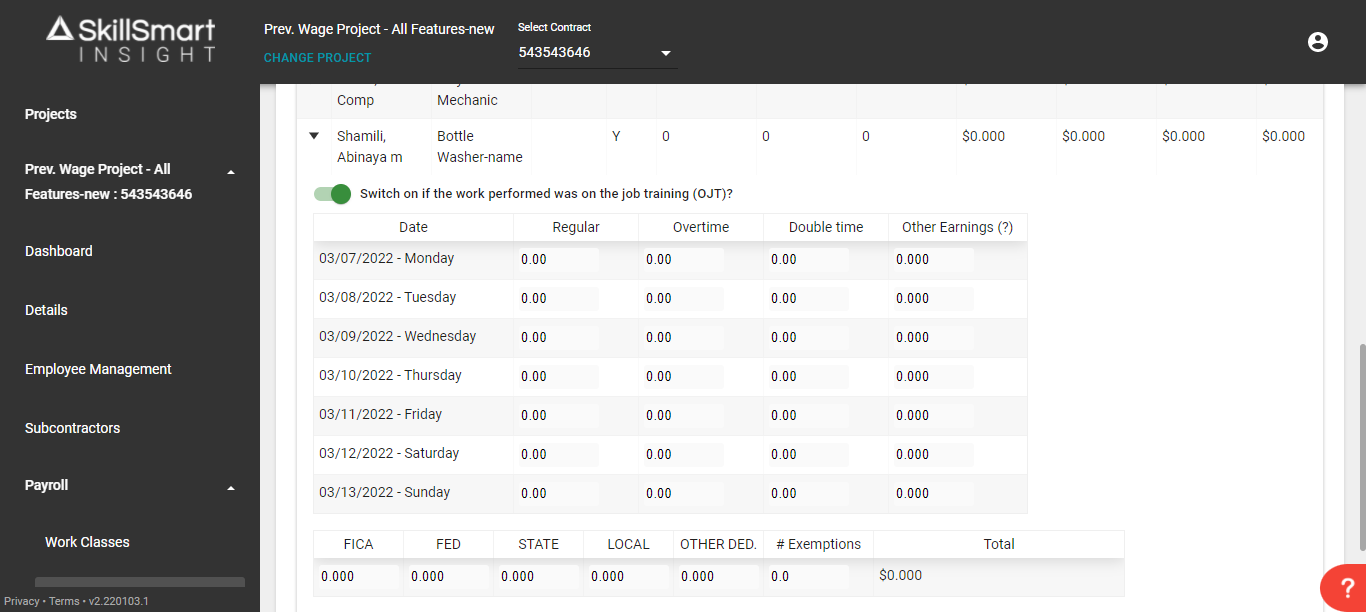 SkillSmart
INSIGHT
Prev. Wage Project - All Features-new
CHANGE PROJECT
Select Contract
543543646
Projects
Prev. Wage Project - All
Features-new : 543543646
Dashboard
Details
Employee Management
Subcontractors
Payroll
Work Classes
Privacy • Terms • v2.220103.1
Comp Mechanic
Shamili, Bottle Y 0 0 0 $0.000 $0.000 $0.000 $0.000
Abinaya m Washer-name
Switch on if the work performed was on the job training (OJT)?
Date Regular Overtime Double time Other Earnings (?)
03/07/2022 - Monday 0.00 0.00 0.00 0.000
03/08/2022 - Tuesday 0.00 0.00 0.00 0.000
03/09/2022 - Wednesday 0.00 0.00 0.00 0.000
03/10/2022 - Thursday 0.00 0.00 0.00 0.000
03/11/2022 - Friday 0.00 0.00 0.00 0.000
03/12/2022 - Saturday 0.00 0.00 0.00 0.000
03/13/2022 - Sunday 0.00 0.00 0.00 0.000
FICA FED STATE LOCAL OTHER DED. # Exemptions Total
0.000 0.000 0.000 0.000 0.000 0.0 $0.000
?